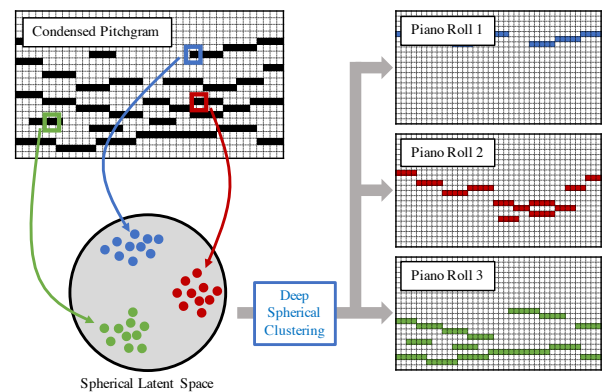 Condensed Pitchgram
Piano Roll 1
Piano Roll 2
Piano Roll 3
Deep
Spherical
Clustering
Spherical Latent Space